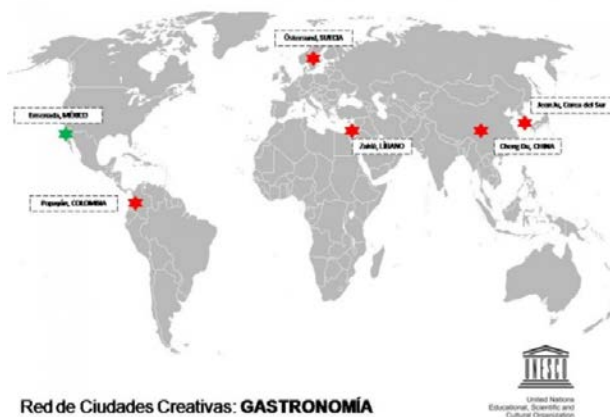 Östersund, SUECIA
Ensenada, MÉXICO
JeonJu, Corea del Sur
Zahlé, LÍBANO
Cheng Du, CHINA
Popayán, COLOMBIA
UNESCO
United Nations
Educational, Scientific and
Cultural Organization
Red de Ciudades Creativas: GASTRONOMÍA